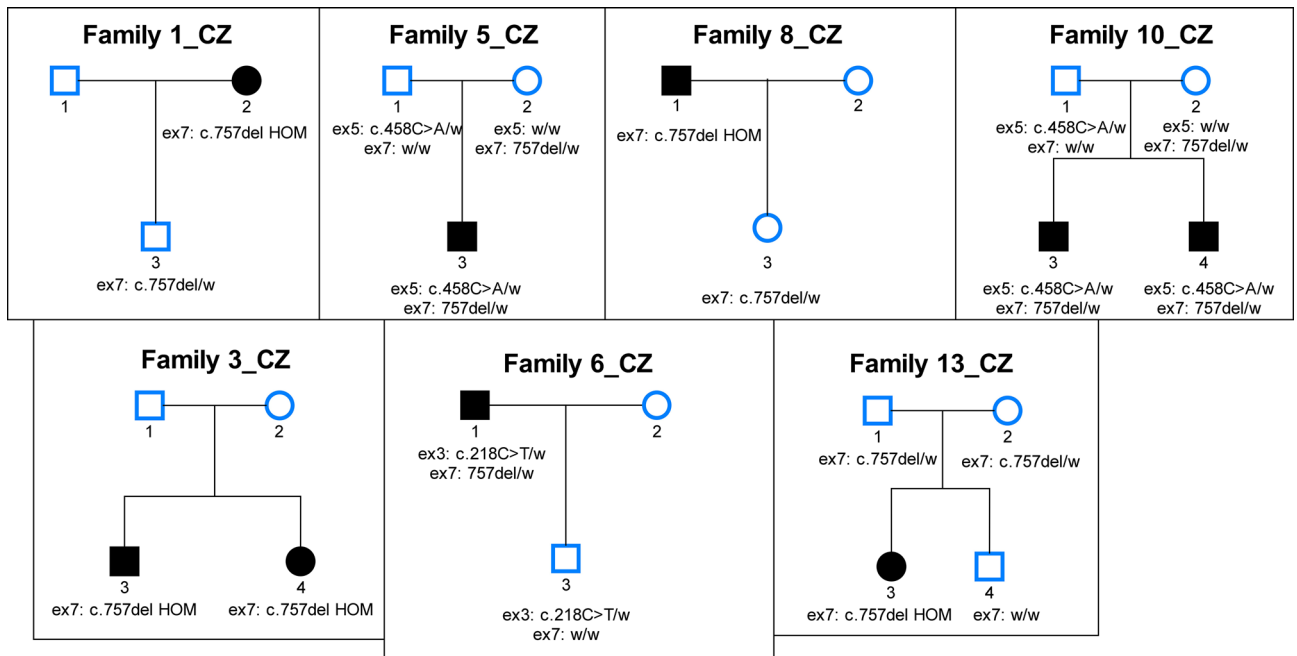 Family 1_CZ
1
2
ex7: c.757del HOM
3
ex7: c.757del/w
Family 5_CZ
1
2
ex5: c.458C>A/w
ex7: w/w
ex5: w/w
ex7: 757del/w
3
ex5: c.458C>A/w
ex7: 757del/w
Family 8_CZ
1
2
ex7: c.757del HOM
3
ex7: c.757del/w
Family 10_CZ
1
2
ex5: c.458C>A/w
ex7: w/w
ex5: w/w
ex7: 757del/w
3
4
ex5: c.458C>A/w
ex7: 757del/w
ex5: c.458C>A/w
ex7: 757del/w
Family 3_CZ
1
2
3
4
ex7: c.757del HOM
ex7: c.757del HOM
Family 6_CZ
1
2
ex3: c.218C>T/w
ex7: 757del/w
3
ex3: c.218C>T/w
ex7: w/w
Family 13_CZ
1
2
ex7: c.757del/w
ex7: c.757del/w
3
4
ex7: c.757del HOM
ex7: w/w